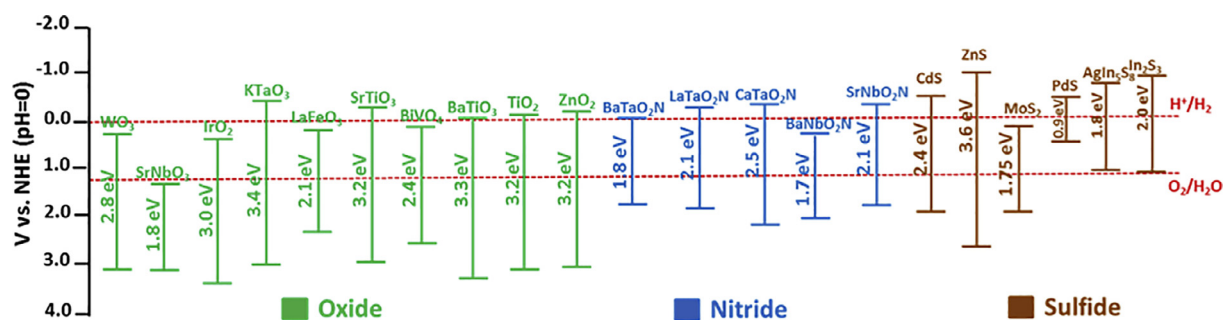 V vs. NHE (pH=0)
-2.0
-1.0
0.0
1.0
2.0
3.0
4.0
WO₃
2.8 eV
SrNbO₃
1.8 eV
IrO₂
3.0 eV
KTaO₃
3.4 eV
LaFeO₃
2.1 eV
SrTiO₃
3.2 eV
BiVO₄
2.4 eV
BaTiO₃
3.3 eV
TiO₂
3.2 eV
ZnO₂
3.2 eV
BaTaO₂N
1.8 eV
LaTaO₂N
2.1 eV
CaTaO₂N
2.5 eV
BaNbO₂N
1.7 eV
SrNbO₂N
2.1 eV
CdS
2.4 eV
ZnS
3.6 eV
MoS₂
1.75 eV
PdS
0.9 eV
AgIn₅S₈
1.8 eV
In₂S₃
2.0 eV
H⁺/H₂
O₂/H₂O
Oxide
Nitride
Sulfide